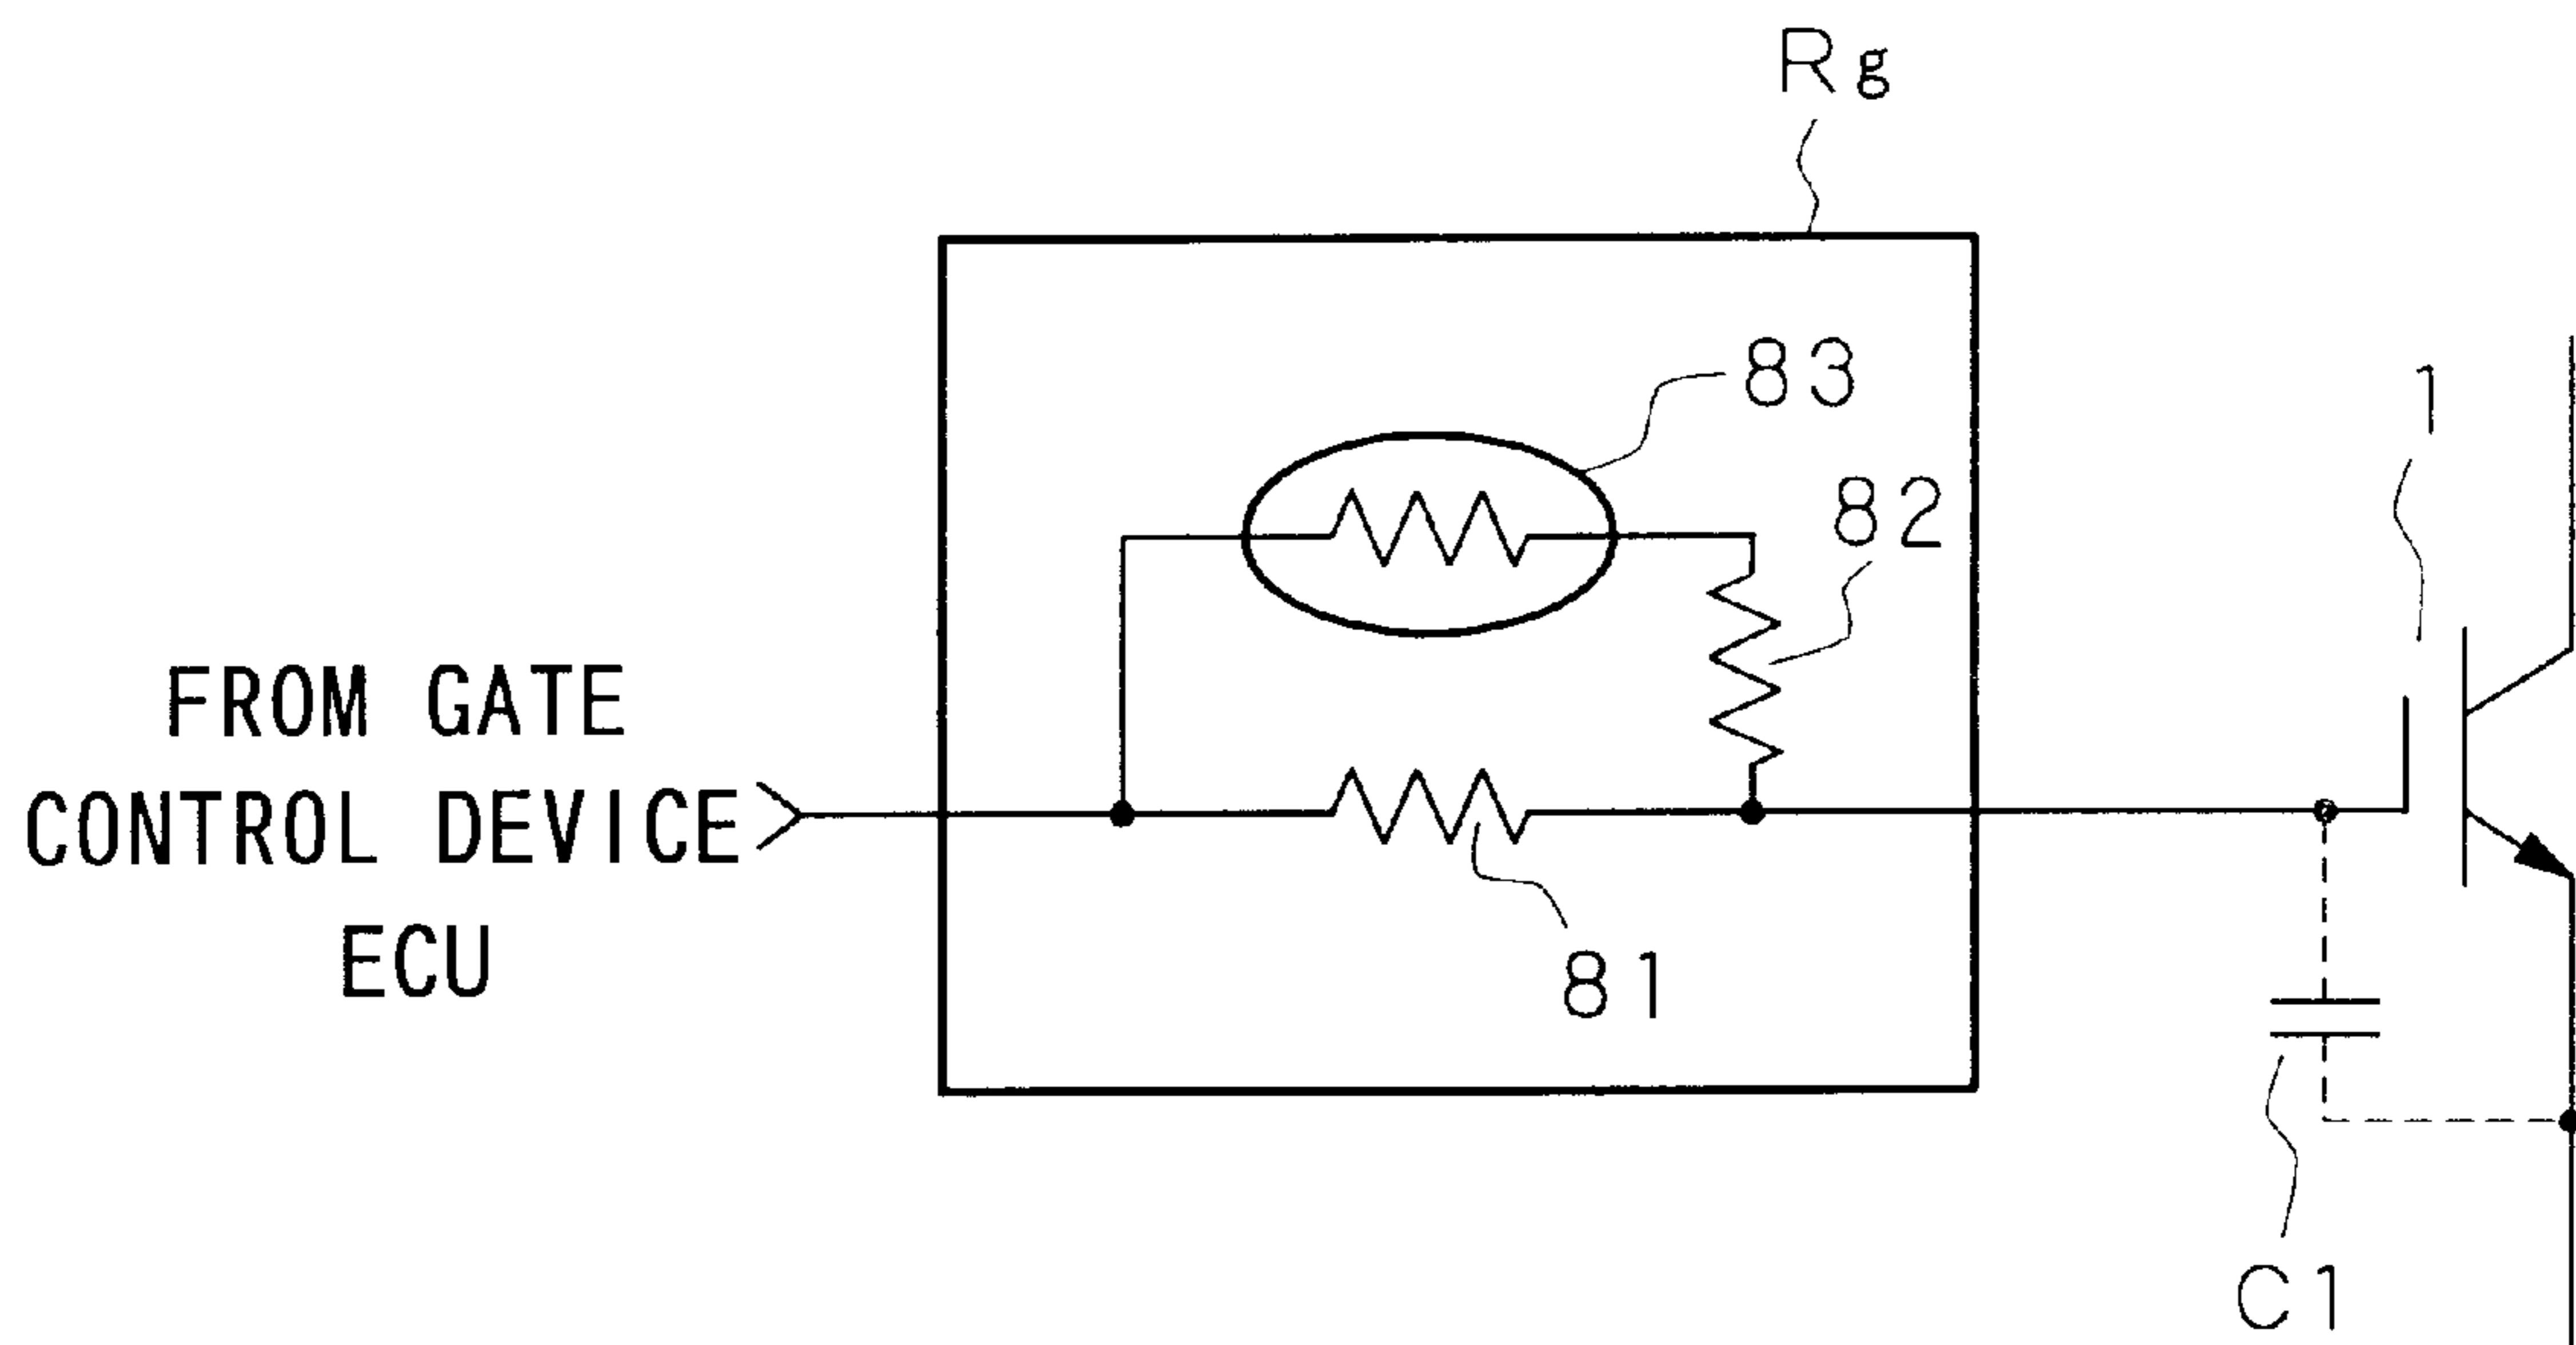 Rg
83
1
82
FROM GATE
CONTROL DEVICE
ECU
81
C1